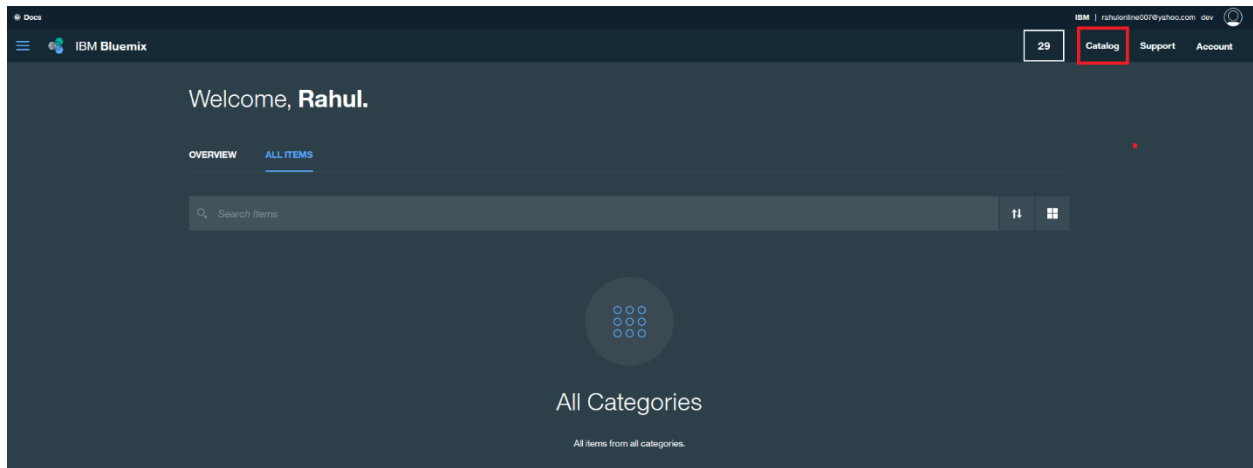 Docs
IBM | rahulonline007@yahoo.com dev
IBM Bluemix
29 Catalog Support Account
Welcome, Rahul.
OVERVIEW ALL ITEMS
Search Items
All Categories
All items from all categories.